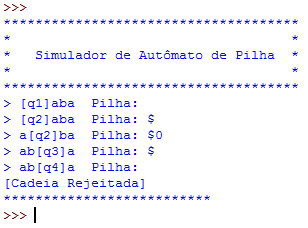 >>>
*************************************
*                                   *
*   Simulador de Autômato de Pilha  *
*                                   *
*************************************
> [q1]aba  Pilha:
> [q2]aba  Pilha: $
> a[q2]ba  Pilha: $0
> ab[q3]a  Pilha: $
> ab[q4]a  Pilha:
[Cadeia Rejeitada]
**************************
>>>